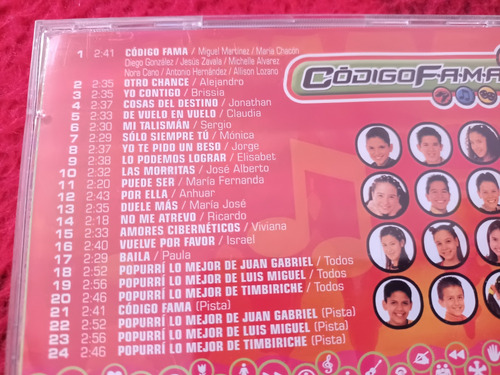 1 2:41 CÓDIGO FAMA / Miguel Martínez / María Chacón
Diego González / Jesús Zavala / Michelle Alvarez
Nora Cano / Antonio Hernández / Allison Lozano
2 2:35 OTRO CHANCE / Alejandro
3 2:35 YO CONTIGO / Brissia
4 2:37 COSAS DEL DESTINO / Jonathan
5 2:33 DE VUELO EN VUELO / Claudia
6 2:30 MI TALISMÁN / Sergio
7 2:29 SÓLO SIEMPRE TÚ / Mónica
8 2:37 YO TE PIDO UN BESO / Jorge
9 2:38 LO PODEMOS LOGRAR / Elisabet
10 2:32 LAS MORRITAS / José Alberto
11 2:20 PUEDE SER / María Fernanda
12 2:43 POR ELLA / Anhuar
13 2:35 DUELE MÁS / María José
14 2:18 NO ME ATREVO / Ricardo
15 2:33 AMORES CIBERNÉTICOS / Viviana
16 2:40 VUELVE POR FAVOR / Israel
17 2:29 BAILA / Paula
18 2:52 POPURRÍ LO MEJOR DE JUAN GABRIEL / Todos
19 2:56 POPURRÍ LO MEJOR DE LUIS MIGUEL / Todos
20 2:46 POPURRÍ LO MEJOR DE TIMBIRICHE / Todos
21 2:41 CÓDIGO FAMA (Pista)
22 2:52 POPURRÍ LO MEJOR DE JUAN GABRIEL (Pista)
23 2:56 POPURRÍ LO MEJOR DE LUIS MIGUEL (Pista)
24 2:46 POPURRÍ LO MEJOR DE TIMBIRICHE (Pista)
CÓDIGO FAMA